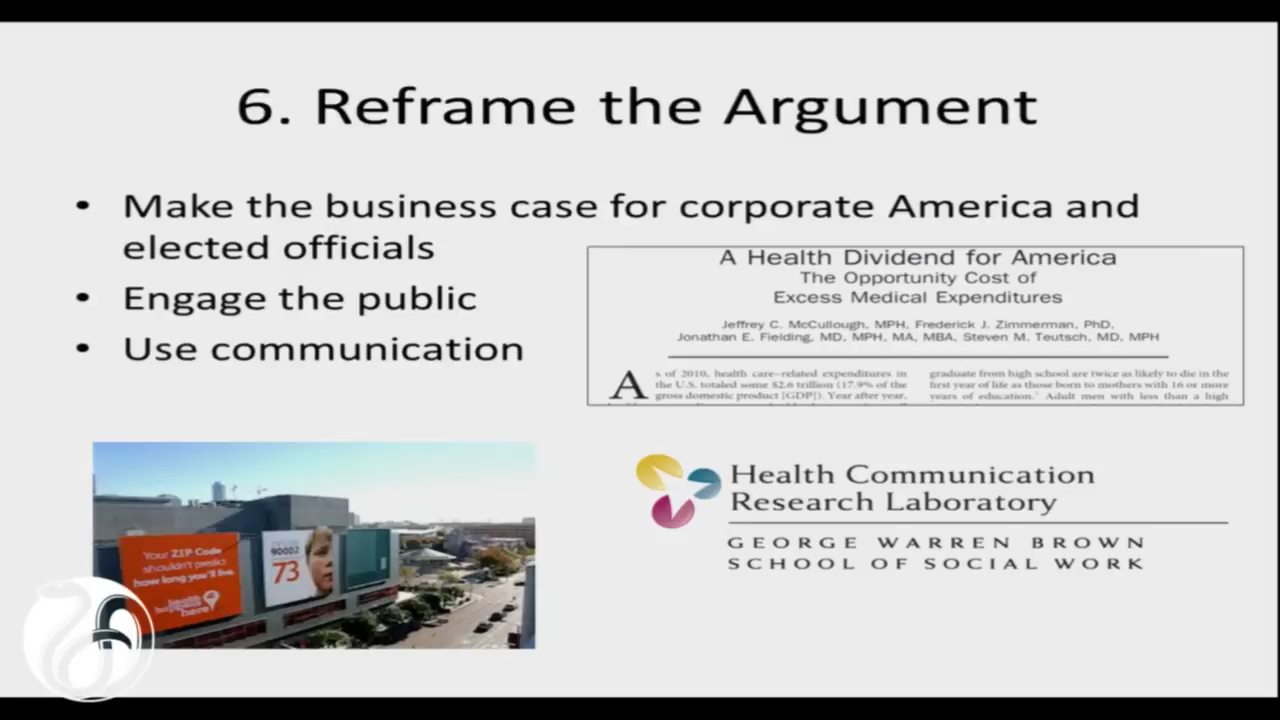 6. Reframe the Argument
• Make the business case for corporate America and
elected officials
• Engage the public
• Use communication
A Health Dividend for America
The Opportunity Cost of
Excess Medical Expenditures
Jeffrey C. McCullough, MPH, Frederick J. Zimmerman, PhD,
Jonathan E. Fielding, MD, MPH, MA, MBA, Steven M. Teutsch, MD, MPH
As of 2010, health care–related expenditures in
the U.S. totaled some $2.6 trillion (17.9% of the
gross domestic product [GDP]). Year after year,
graduate from high school are twice as likely to die in the
first year of life as those born to mothers with 16 or more
years of education. Adult men with less than a high
Your ZIP Code
shouldn't predict
how long you'll live.
health
happens
here
90002
73
Health Communication
Research Laboratory
GEORGE WARREN BROWN
SCHOOL OF SOCIAL WORK